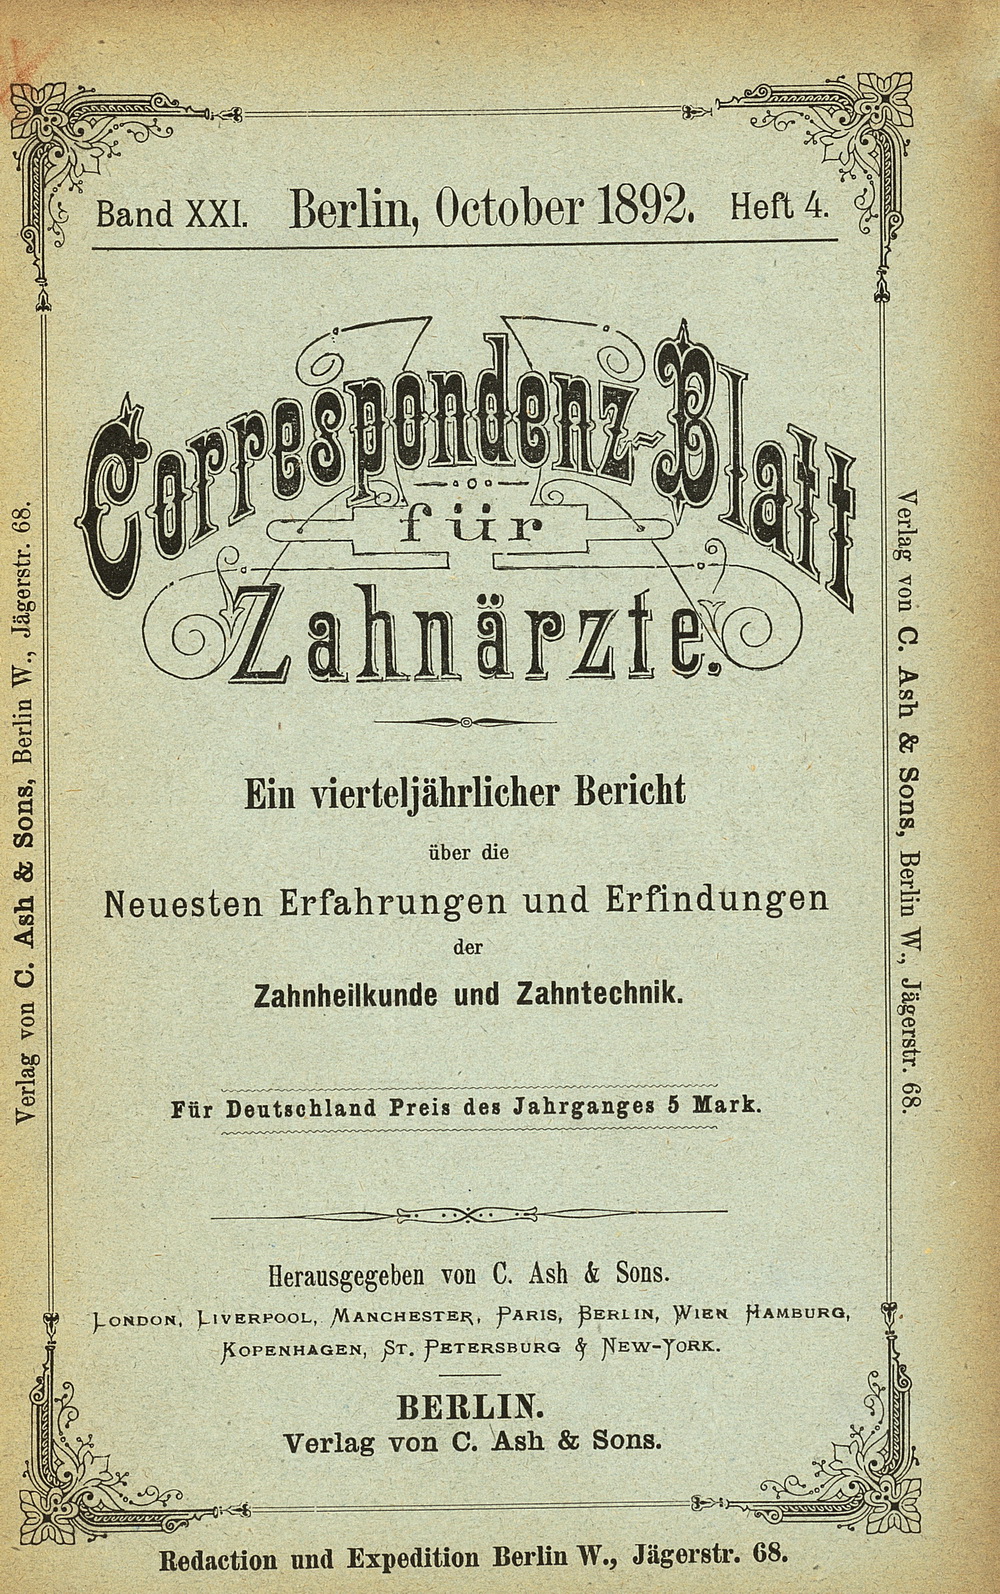 Band XXI. Berlin, October 1892. Heft 4.
Correspondenz-Blatt
für
Zahnärzte.
Ein vierteljährlicher Bericht
über die
Neuesten Erfahrungen und Erfindungen
der
Zahnheilkunde und Zahntechnik.
Für Deutschland Preis des Jahrganges 5 Mark.
Herausgegeben von C. Ash & Sons.
London, Liverpool, Manchester, Paris, Berlin, Wien Hamburg,
Kopenhagen, St. Petersburg & New-York.
BERLIN.
Verlag von C. Ash & Sons.
Redaction und Expedition Berlin W., Jägerstr. 68.
Verlag von C. Ash & Sons, Berlin W., Jägerstr. 68.
Verlag von C. Ash & Sons, Berlin W., Jägerstr. 68.